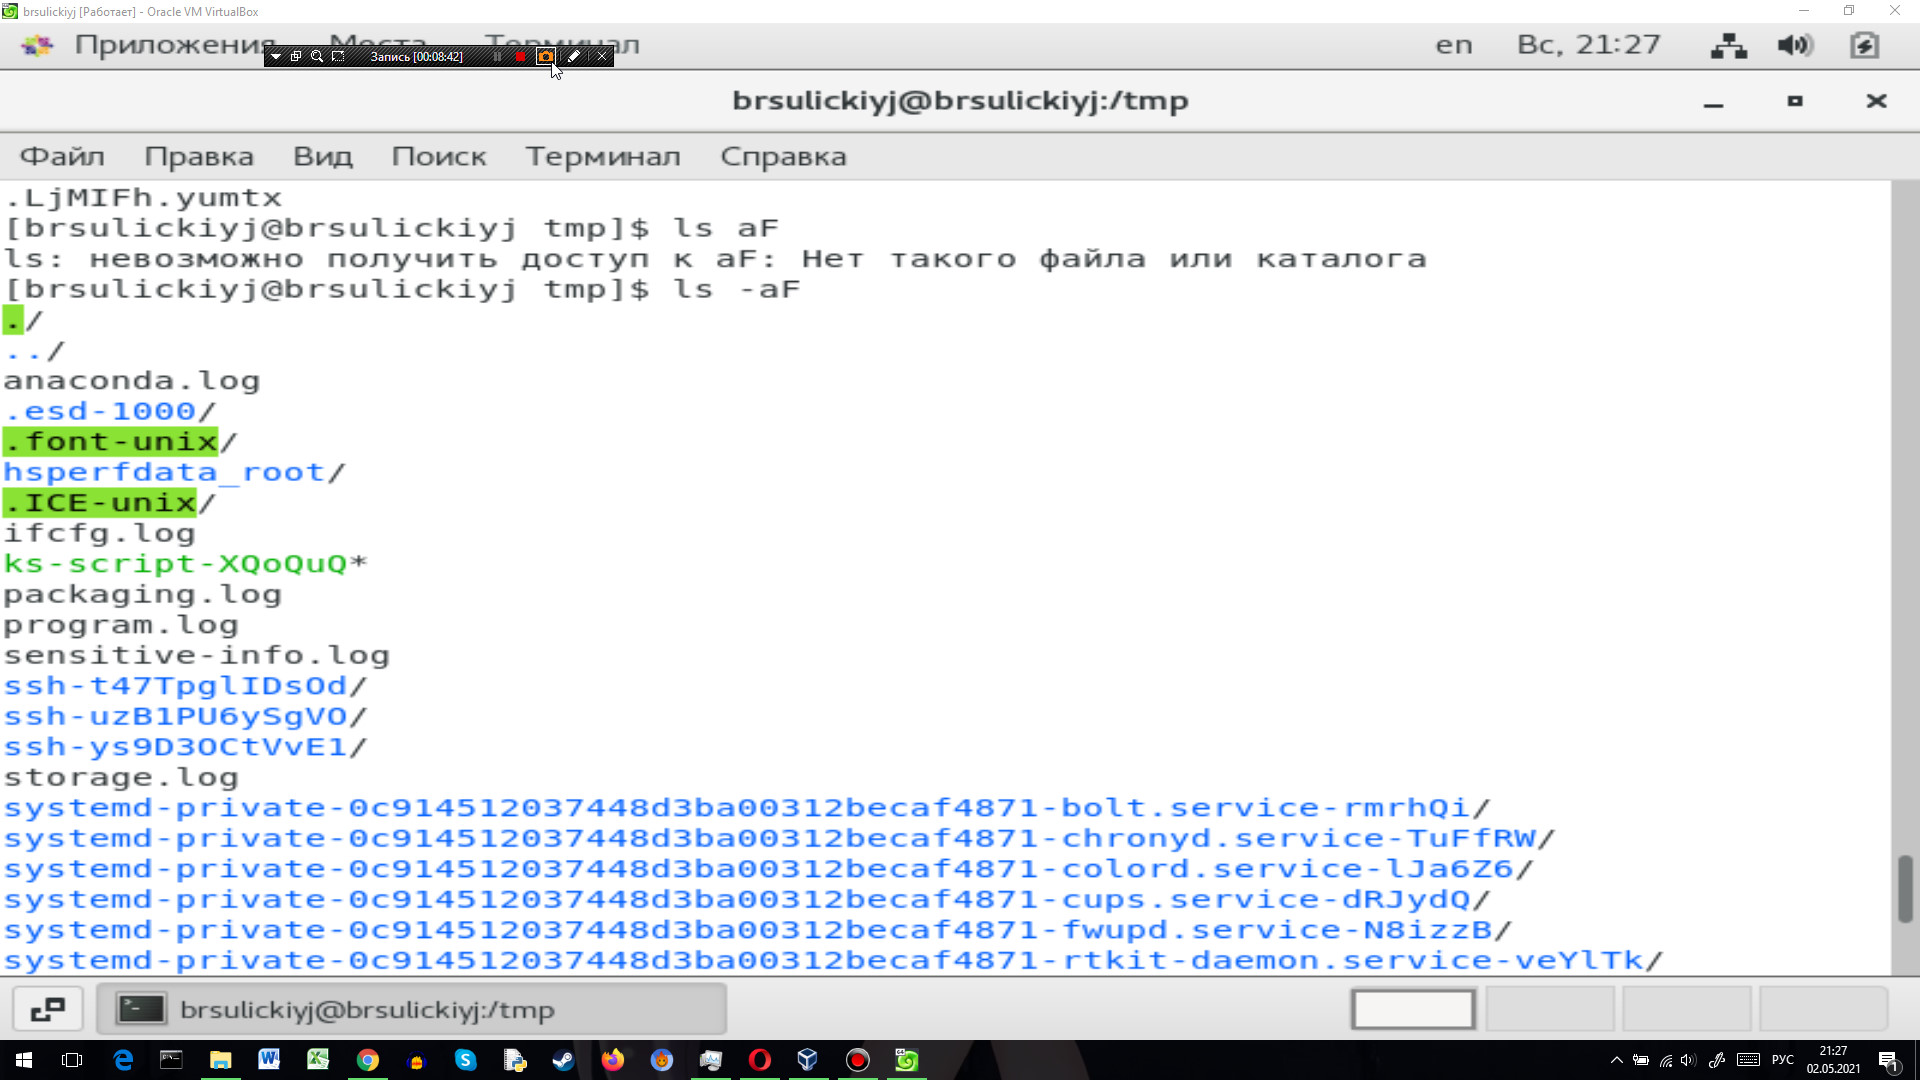 brsulickiyj [Работает] - Oracle VM VirtualBox
Приложения Места Терминал en Вс, 21:27
Запись [00:08:42]
brsulickiyj@brsulickiyj:/tmp
Файл Правка Вид Поиск Терминал Справка
.LjMIFh.yumtx
[brsulickiyj@brsulickiyj tmp]$ ls aF
ls: невозможно получить доступ к aF: Нет такого файла или каталога
[brsulickiyj@brsulickiyj tmp]$ ls -aF
./
../
anaconda.log
.esd-1000/
.font-unix/
hsperfdata_root/
.ICE-unix/
ifcfg.log
ks-script-XQoQuQ*
packaging.log
program.log
sensitive-info.log
ssh-t47TpglIDsOd/
ssh-uzB1PU6ySgVO/
ssh-ys9D3OCtVvE1/
storage.log
systemd-private-0c914512037448d3ba00312becaf4871-bolt.service-rmrhQi/
systemd-private-0c914512037448d3ba00312becaf4871-chronyd.service-TuFfRW/
systemd-private-0c914512037448d3ba00312becaf4871-colord.service-lJa6Z6/
systemd-private-0c914512037448d3ba00312becaf4871-cups.service-dRJydQ/
systemd-private-0c914512037448d3ba00312becaf4871-fwupd.service-N8izzB/
systemd-private-0c914512037448d3ba00312becaf4871-rtkit-daemon.service-veYlTk/
brsulickiyj@brsulickiyj:/tmp
РУС
21:27
02.05.2021
1